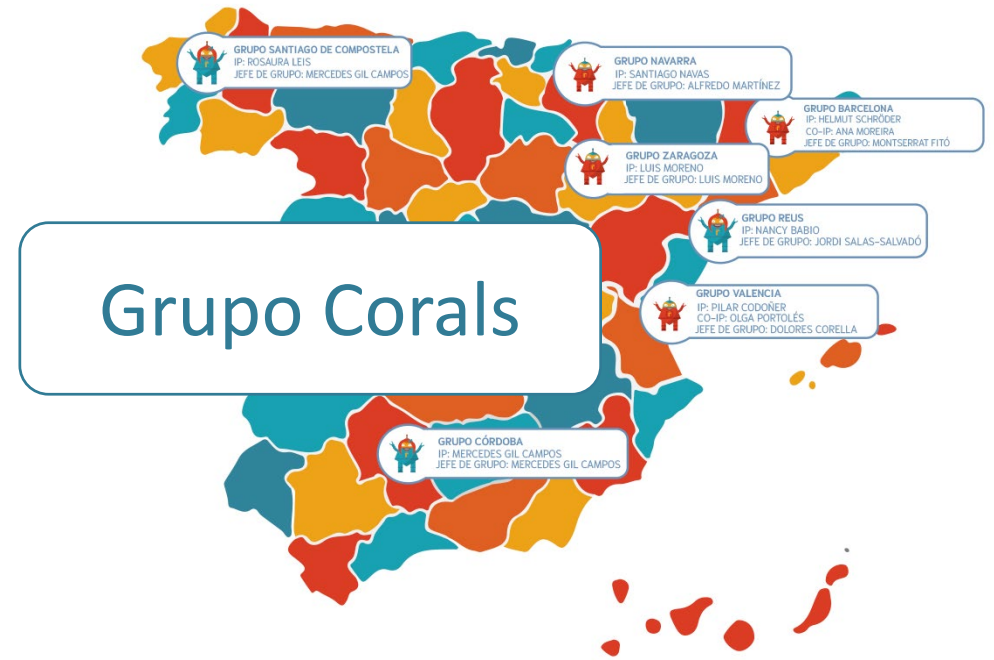 GRUPO SANTIAGO DE COMPOSTELA
IP: ROSAURA LEIS
JEFE DE GRUPO: MERCEDES GIL CAMPOS
GRUPO NAVARRA
IP: SANTIAGO NAVAS
JEFE DE GRUPO: ALFREDO MARTÍNEZ
GRUPO BARCELONA
IP: HELMUT SCHRÖDER
CO-IP: ANA MOREIRA
JEFE DE GRUPO: MONTSERRAT FITÓ
GRUPO ZARAGOZA
IP: LUIS MORENO
JEFE DE GRUPO: LUIS MORENO
GRUPO REUS
IP: NANCY BABIO
JEFE DE GRUPO: JORDI SALAS-SALVADÓ
Grupo Corals
GRUPO VALENCIA
IP: PILAR CODOÑER
CO-IP: OLGA PORTOLÉS
JEFE DE GRUPO: DOLORES CORELLA
GRUPO CÓRDOBA
IP: MERCEDES GIL CAMPOS
JEFE DE GRUPO: MERCEDES GIL CAMPOS